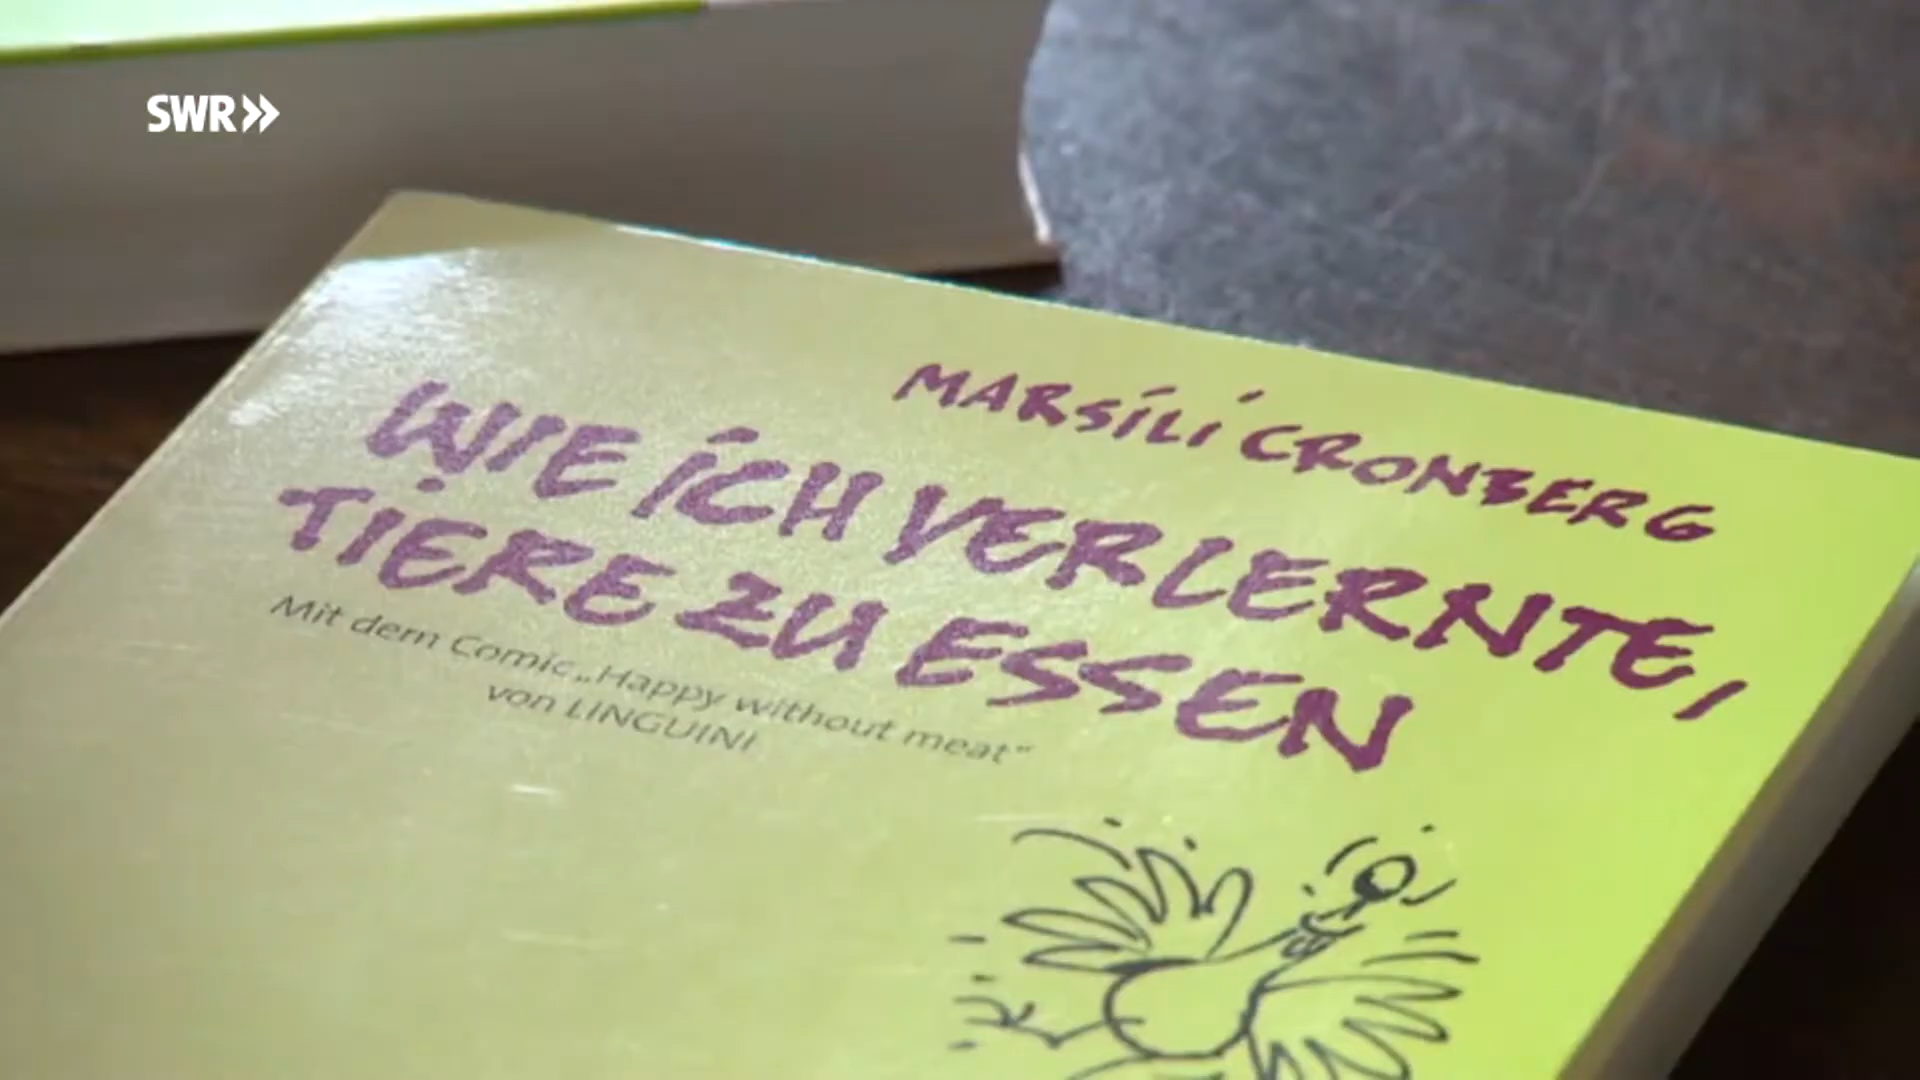 SWR
MARSILI CRONBERG
WIE ICH VERLERNTE,
TIERE ZU ESSEN
Mit dem Comic „Happy without meat“
von LINGUINI